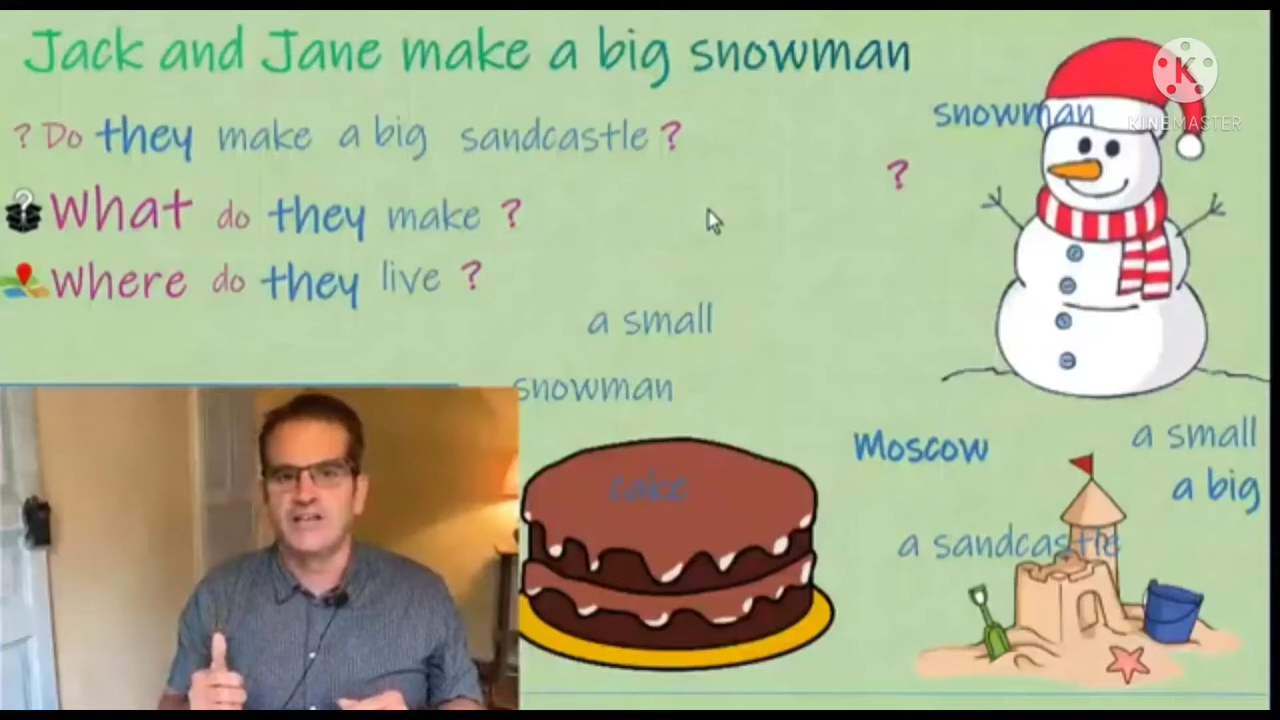 Jack and Jane make a big snowman
? Do they make a big sandcastle ?
What do they make ?
Where do they live ?
snowman
?
K
KINEMASTER
a small
snowman
cake
Moscow
a small
a big
a sandcastle